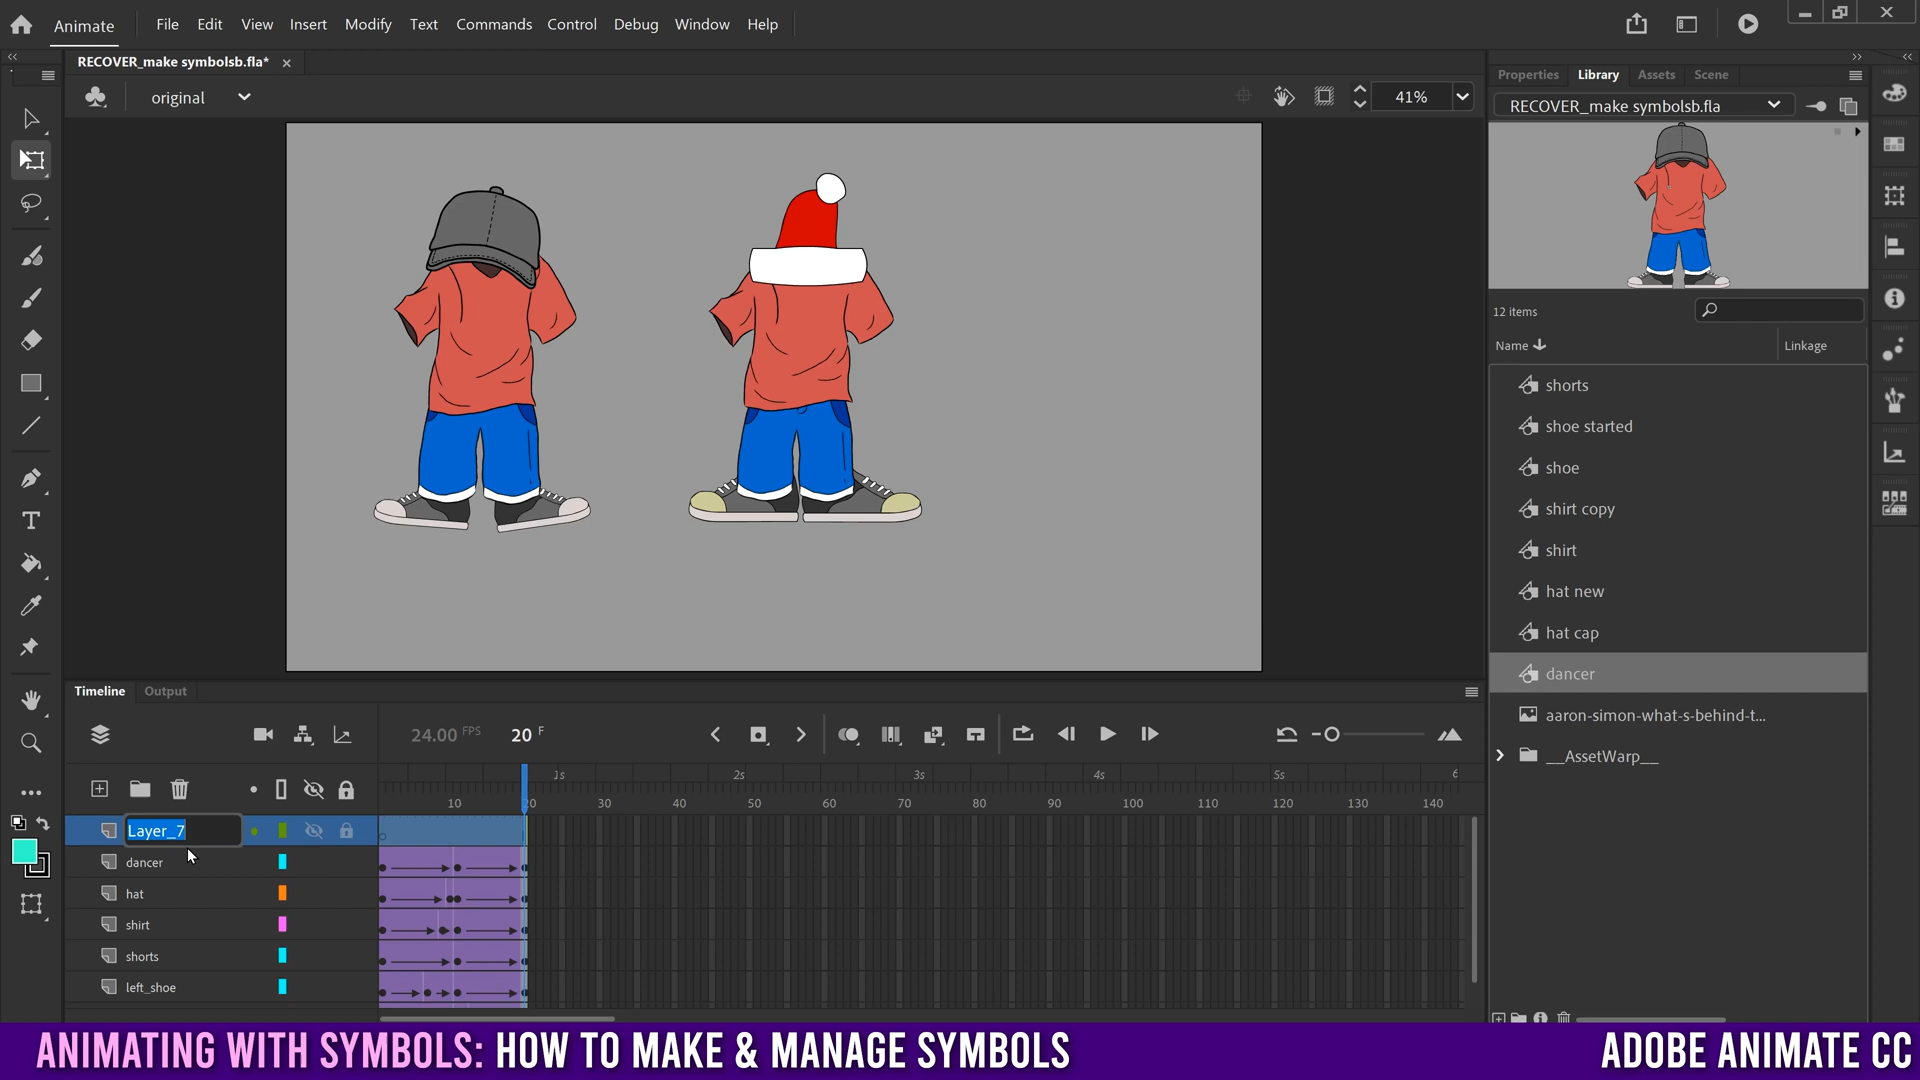 Animate File Edit View Insert Modify Text Commands Control Debug Window Help
RECOVER_make symbolsb.fla*
original 41%
Properties Library Assets Scene
RECOVER_make symbolsb.fla
12 items
Name Linkage
shorts
shoe started
shoe
shirt copy
shirt
hat new
hat cap
dancer
aaron-simon-what-s-behind-t...
__AssetWarp__
Timeline Output
24.00 FPS 20 F
1s 2s 3s 4s 5s 6
10 20 30 40 50 60 70 80 90 100 110 120 130 140
Layer_7
dancer
hat
shirt
shorts
left_shoe
ANIMATING WITH SYMBOLS: HOW TO MAKE & MANAGE SYMBOLS ADOBE ANIMATE CC